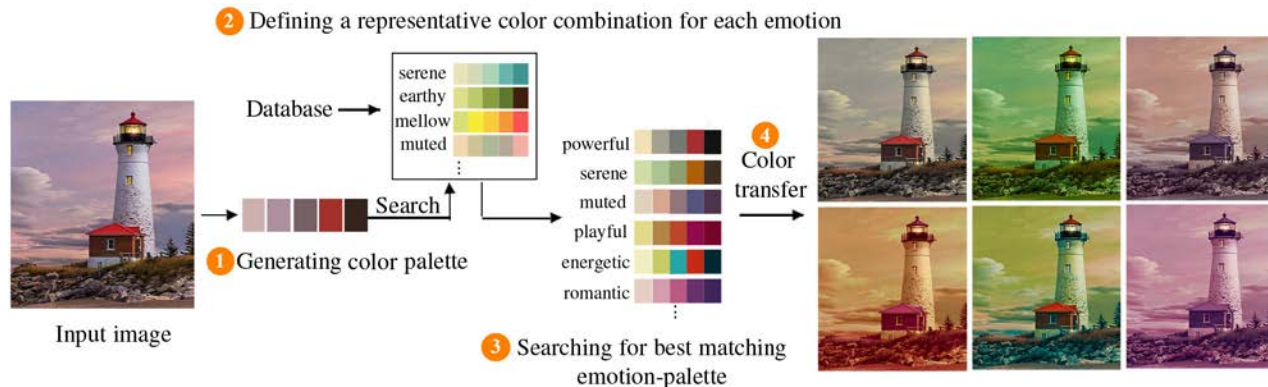 2 Defining a representative color combination for each emotion
Database
serene
earthy
mellow
muted
⋮
Search
1 Generating color palette
Input image
powerful
serene
muted
playful
energetic
romantic
⋮
3 Searching for best matching
emotion-palette
4
Color
transfer